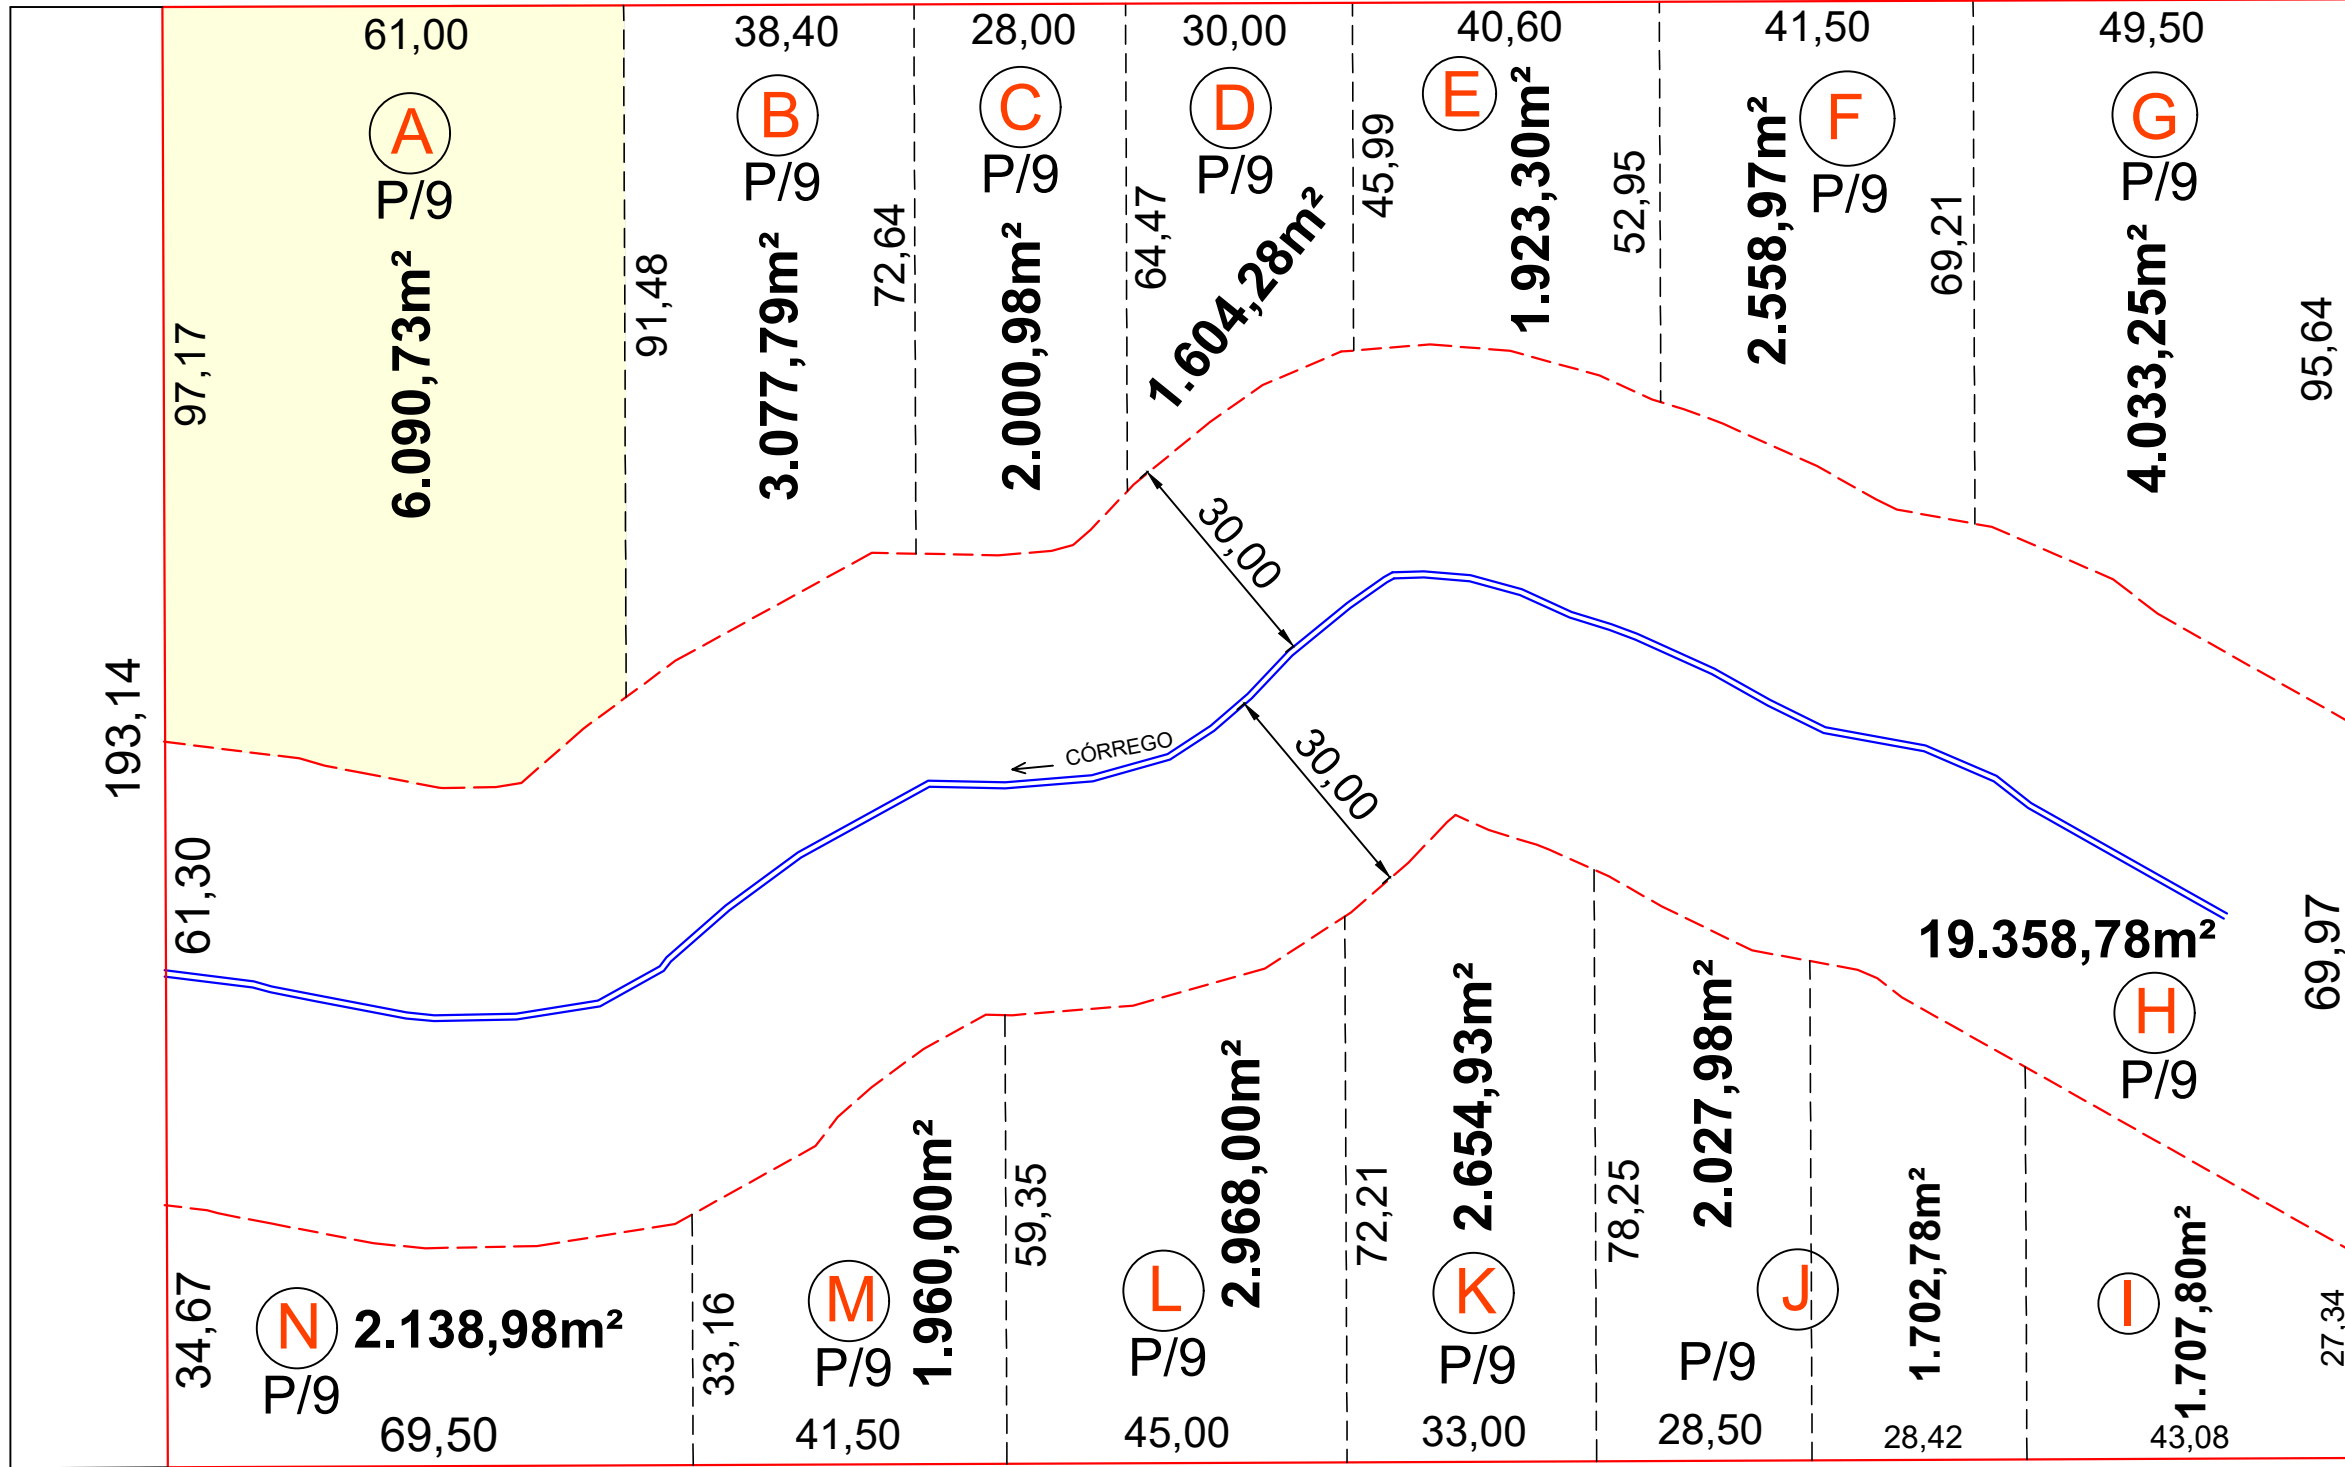 61,00
38,40
28,00
30,00
40,60
41,50
49,50
A
P/9
6.090,73m²
97,17
91,48
B
P/9
3.077,79m²
72,64
C
P/9
2.000,98m²
64,47
D
P/9
1.604,28m²
45,99
E
1.923,30m²
52,95
2.558,97m²
F
P/9
69,21
G
P/9
4.033,25m²
95,64
30,00
30,00
CÓRREGO
193,14
61,30
19.358,78m²
H
P/9
69,97
34,67
N
P/9
2.138,98m²
33,16
M
P/9
1.960,00m²
59,35
L
P/9
2.968,00m²
72,21
K
P/9
2.654,93m²
78,25
2.027,98m²
J
P/9
1.702,78m²
I
1.707,80m²
27,34
69,50
41,50
45,00
33,00
28,50
28,42
43,08